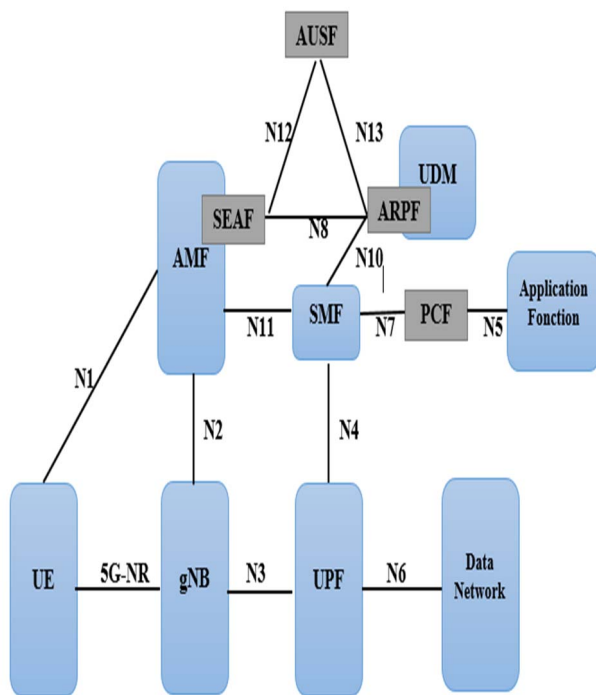 AUSF
N12
N13
UDM
SEAF
ARPF
N8
AMF
N10
Application
Fonction
SMF
PCF
N11
N7
N5
N1
N2
N4
UE
5G-NR
gNB
N3
UPF
N6
Data
Network